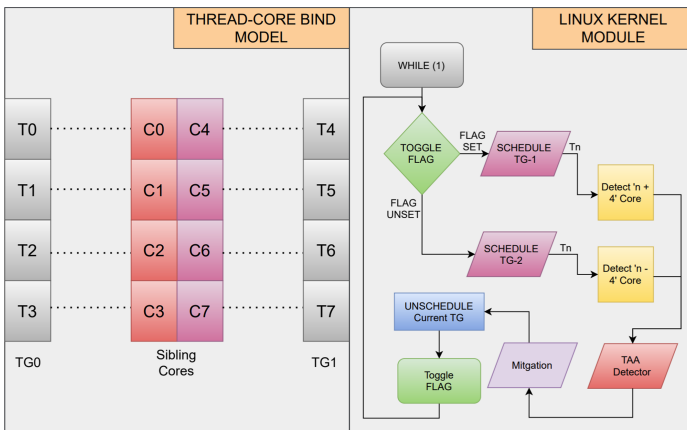 THREAD-CORE BIND
MODEL
T0
C0
C4
T4
T1
C1
C5
T5
T2
C2
C6
T6
T3
C3
C7
T7
TG0
Sibling
Cores
TG1
LINUX KERNEL
MODULE
WHILE (1)
TOGGLE
FLAG
FLAG
SET
SCHEDULE
TG-1
Tn
Detect 'n +
4' Core
FLAG
UNSET
SCHEDULE
TG-2
Tn
Detect 'n -
4' Core
UNSCHEDULE
Current TG
Mitgation
TAA
Detector
Toggle
FLAG